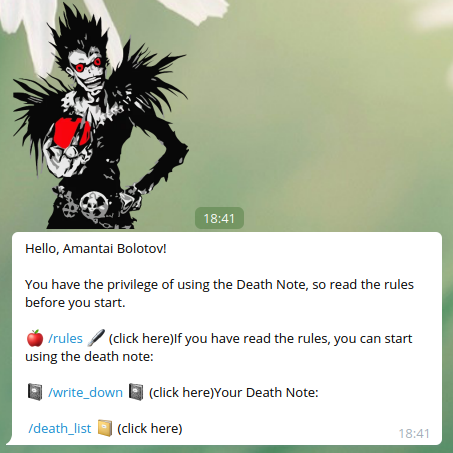 18:41
Hello, Amantai Bolotov!
You have the privilege of using the Death Note, so read the rules
before you start.
🍎 /rules 🖋 (click here)If you have read the rules, you can start
using the death note:
📓 /write_down 📓 (click here)Your Death Note:
/death_list 📒 (click here)
18:41